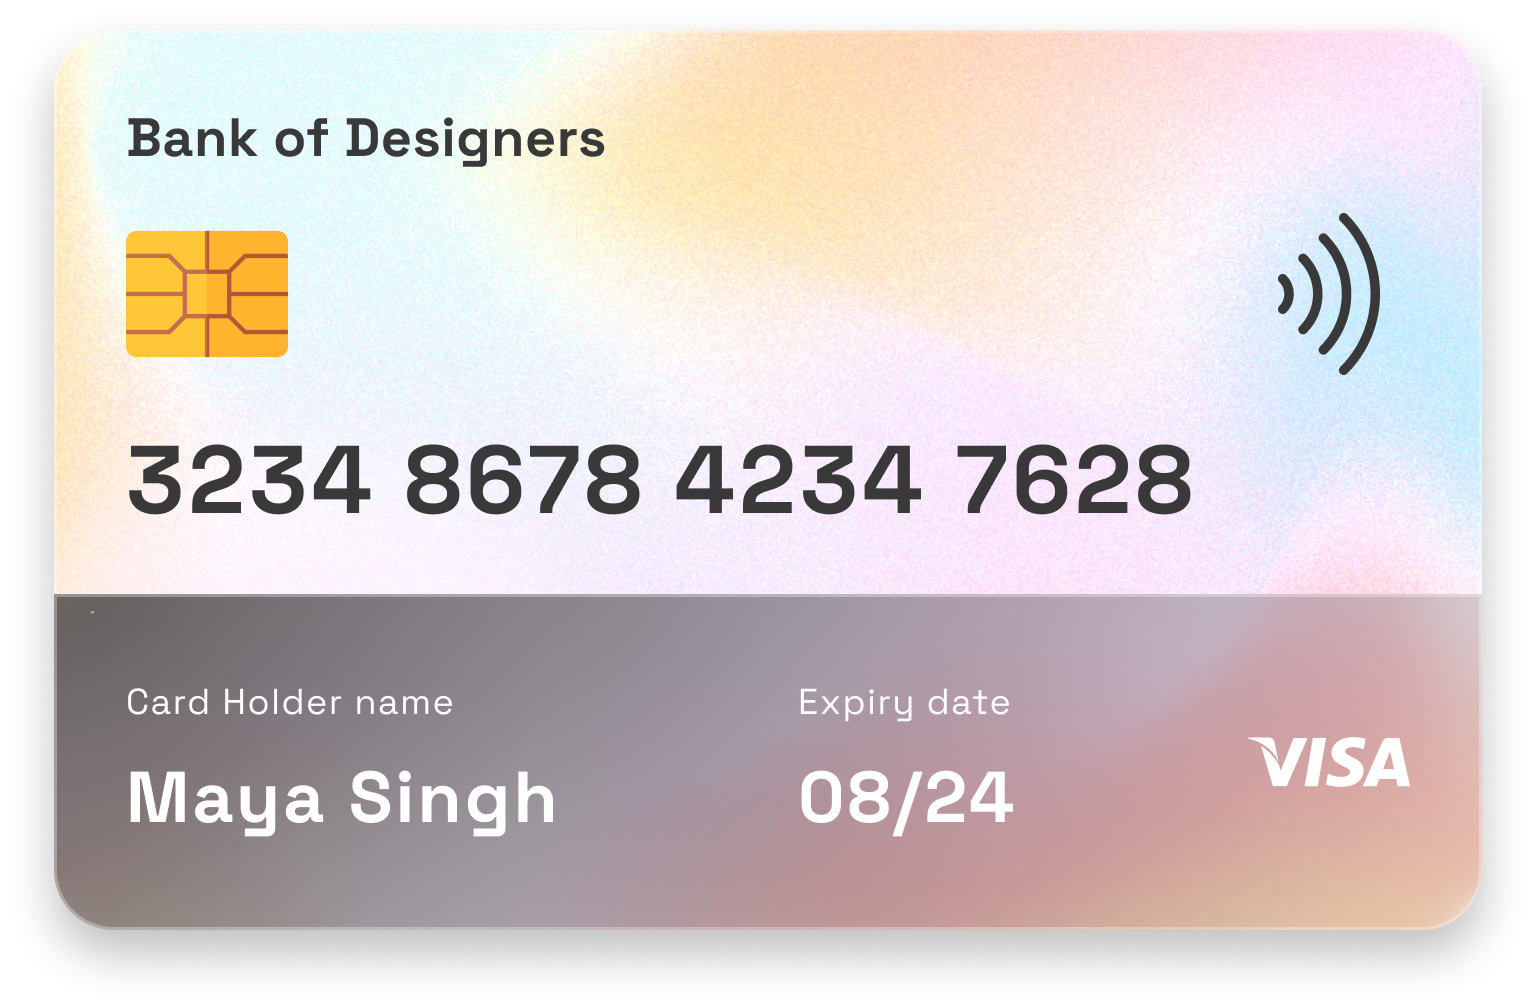 Bank of Designers
3234 8678 4234 7628
Card Holder name
Expiry date
Maya Singh
08/24
VISA